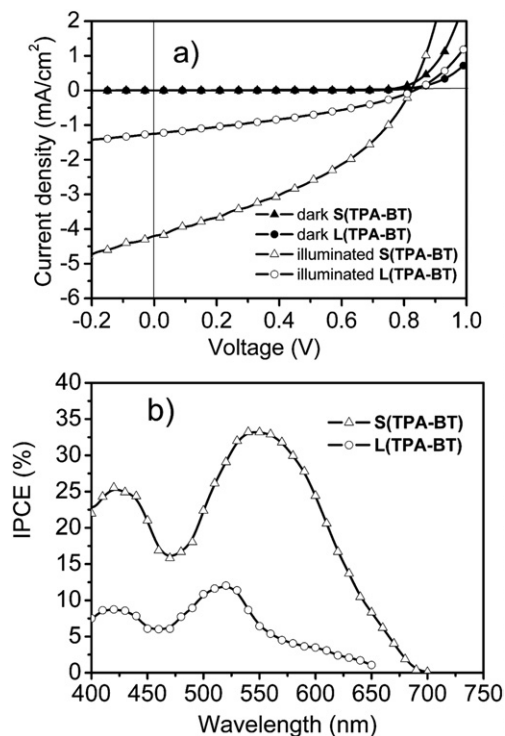 a)
1
0
-1
-2
-3
-4
-5
-6
Current density (mA/cm²)
dark S(TPA-BT)
dark L(TPA-BT)
illuminated S(TPA-BT)
illuminated L(TPA-BT)
-0.2 0.0 0.2 0.4 0.6 0.8 1.0
Voltage (V)
b)
40
35
30
25
20
15
10
5
0
IPCE (%)
S(TPA-BT)
L(TPA-BT)
400 450 500 550 600 650 700 750
Wavelength (nm)